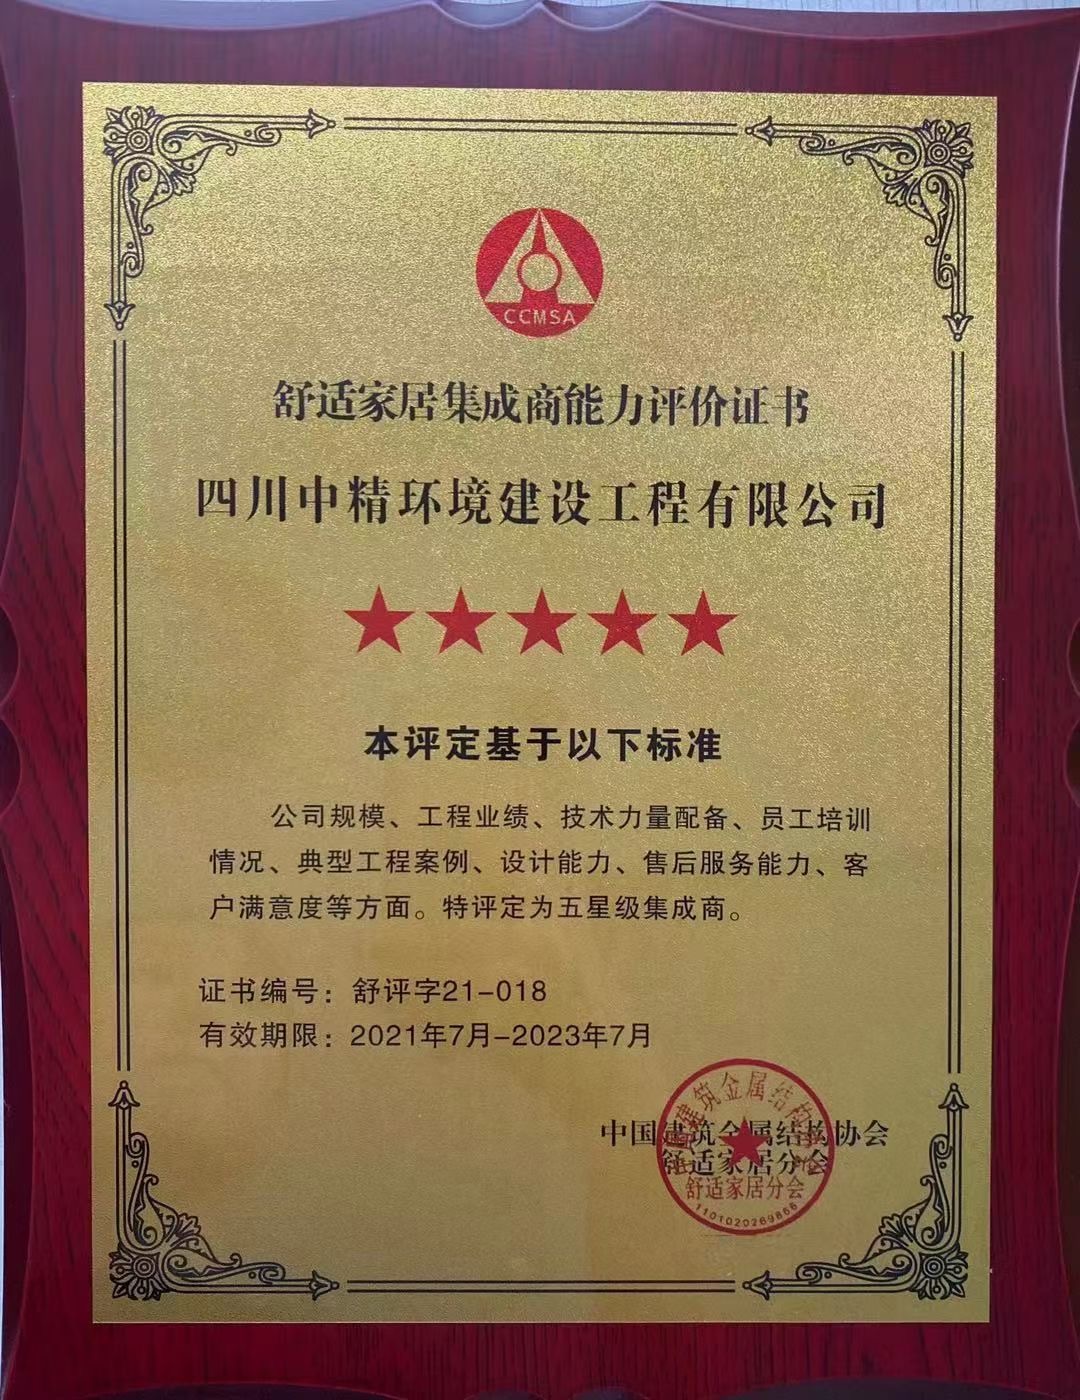 CCMSA
舒适家居集成商能力评价证书
四川中精环境建设工程有限公司
本评定基于以下标准
公司规模、工程业绩、技术力量配备、员工培训
情况、典型工程案例、设计能力、售后服务能力、客
户满意度等方面。特评定为五星级集成商。
证书编号：舒评字21-018
有效期限：2021年7月-2023年7月
中国建筑金属结构协会
舒适家居分会
建筑金属结构
舒适家居分会